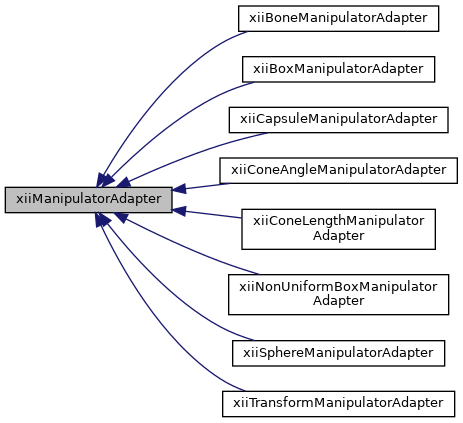 xiiBoneManipulatorAdapter
xiiBoxManipulatorAdapter
xiiCapsuleManipulatorAdapter
xiiConeAngleManipulatorAdapter
xiiManipulatorAdapter
xiiConeLengthManipulator
Adapter
xiiNonUniformBoxManipulator
Adapter
xiiSphereManipulatorAdapter
xiiTransformManipulatorAdapter